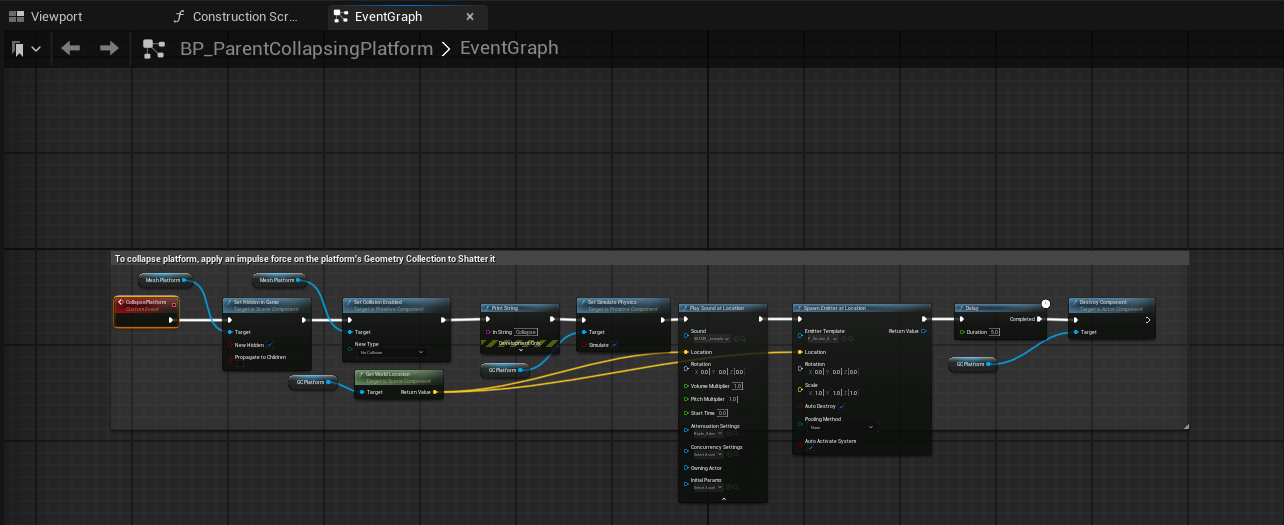 Viewport
Construction Scr...
EventGraph
BP_ParentCollapsingPlatform > EventGraph
To collapse platform, apply an impulse force on the platform's Geometry Collection to Shatter it
Mesh Platform
Mesh Platform
CollapsePlatform
Custom Event
Set Hidden in Game
Target is Scene Component
Target
New Hidden
Propagate to Children
Set Collision Enabled
Target is Primitive Component
Target
New Type
No Collision
GC Platform
Get World Location
Target is Scene Component
Target
Return Value
Print String
In String Collapse
Development Only
GC Platform
Set Simulate Physics
Target is Primitive Component
Target
Simulate
Play Sound at Location
Sound
Location
Rotation
X 0.0 Y 0.0 Z 0.0
Volume Multiplier 1.0
Pitch Multiplier 1.0
Start Time 0.0
Attenuation Settings
Concurrency Settings
Select Asset
Owning Actor
Initial Params
Select Asset
Spawn Emitter at Location
Emitter Template
Return Value
Location
Rotation
X 0.0 Y 0.0 Z 0.0
Scale
X 1.0 Y 1.0 Z 1.0
Auto Destroy
Pooling Method
None
Auto Activate System
Delay
Completed
Duration 5.0
GC Platform
Destroy Component
Target is Actor Component
Target